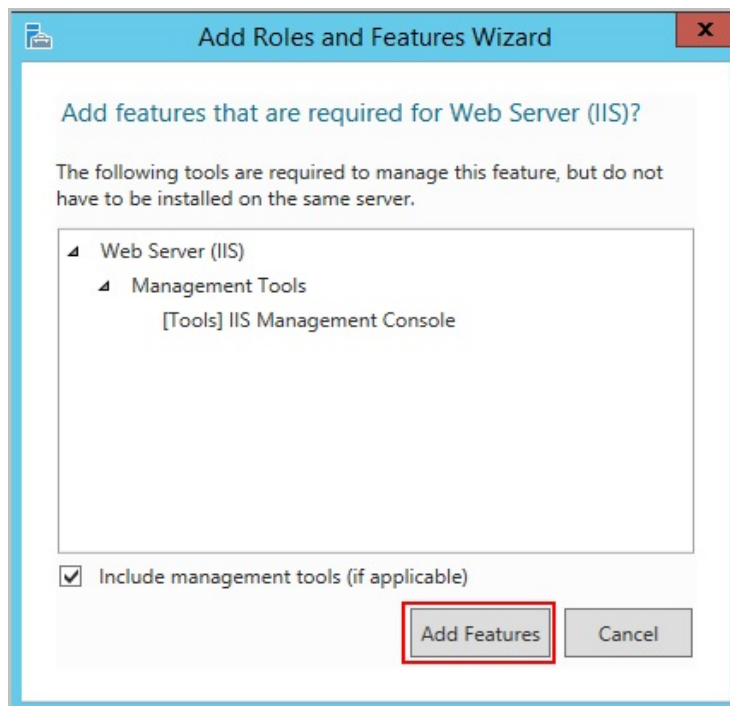 Add Roles and Features Wizard
x
Add features that are required for Web Server (IIS)?
The following tools are required to manage this feature, but do not
have to be installed on the same server.
Web Server (IIS)
Management Tools
[Tools] IIS Management Console
Include management tools (if applicable)
Add Features
Cancel